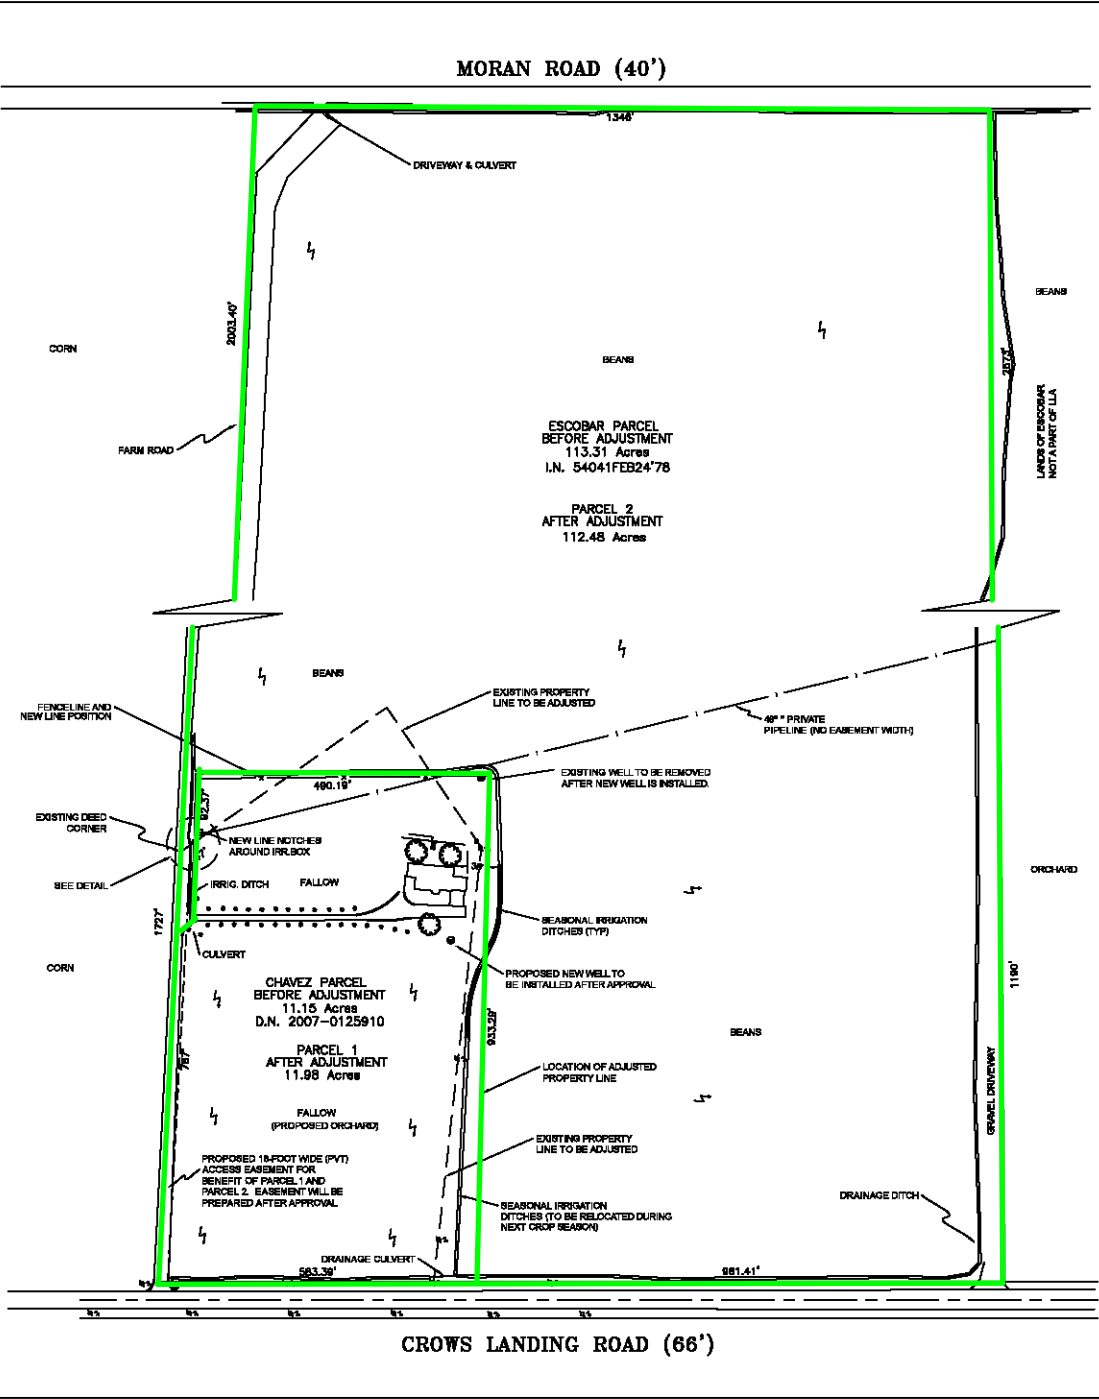 MORAN ROAD (40')
1346'
DRIVEWAY & CULVERT
2003.40'
CORN
BEANS
BEANS
2673'
LANDS OF ESCOBAR
NOT A PART OF LLA
FARM ROAD
ESCOBAR PARCEL
BEFORE ADJUSTMENT
113.31 Acres
I.N. 54041FEB24'78
PARCEL 2
AFTER ADJUSTMENT
112.48 Acres
BEANS
FENCELINE AND
NEW LINE POSITION
EXISTING PROPERTY
LINE TO BE ADJUSTED
PRIVATE
PIPELINE (NO EASEMENT WIDTH)
490.19'
EXISTING WELL TO BE REMOVED
AFTER NEW WELL IS INSTALLED.
92.37'
EXISTING DEED
CORNER
NEW LINE NOTCHES
AROUND IRR.BOX
SEE DETAIL
IRRIG. DITCH
FALLOW
ORCHARD
1727'
SEASONAL IRRIGATION
DITCHES (TYP)
CULVERT
CORN
PROPOSED NEW WELL TO
BE INSTALLED AFTER APPROVAL
1190'
CHAVEZ PARCEL
BEFORE ADJUSTMENT
11.15 Acres
D.N. 2007-0125910
933.29'
BEANS
PARCEL 1
AFTER ADJUSTMENT
11.98 Acres
787'
LOCATION OF ADJUSTED
PROPERTY LINE
GRAVEL DRIVEWAY
FALLOW
(PROPOSED ORCHARD)
EXISTING PROPERTY
LINE TO BE ADJUSTED
PROPOSED 18-FOOT WIDE (PVT)
ACCESS EASEMENT FOR
BENEFIT OF PARCEL 1 AND
PARCEL 2. EASEMENT WILL BE
PREPARED AFTER APPROVAL
DRAINAGE DITCH
SEASONAL IRRIGATION
DITCHES (TO BE RELOCATED DURING
NEXT CROP SEASON)
DRAINAGE CULVERT
583.39'
961.41'
CROWS LANDING ROAD (66')